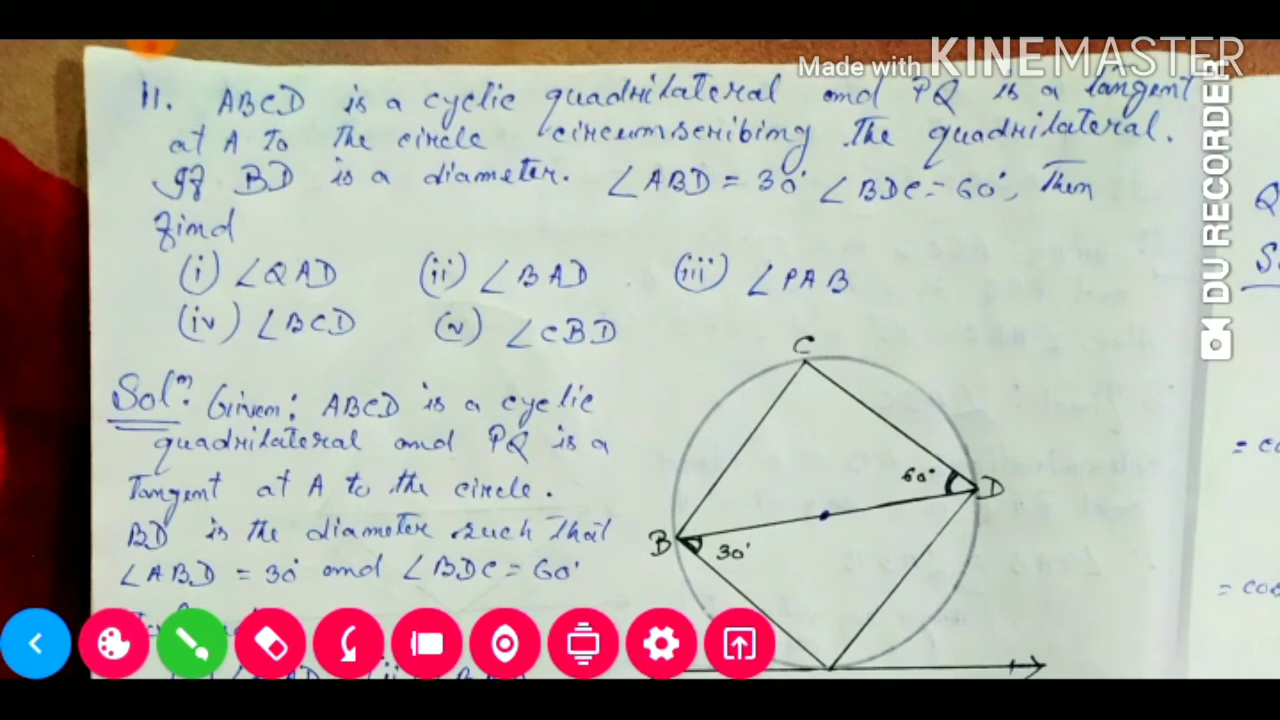 Made with KINEMASTER
DU RECORDER
11. ABCD is a cyclic quadrilateral and PQ is a tangent
at A to the circle circumscribing the quadrilateral.
If BD is a diameter. ∠ABD = 30° ∠BDC = 60°, Then
find
(i) ∠QAD (ii) ∠BAD (iii) ∠PAB
(iv) ∠BCD (v) ∠CBD
Solⁿ: Given: ABCD is a cyclic
quadrilateral and PQ is a
Tangent at A to the circle.
BD is the diameter such that
∠ABD = 30° and ∠BDC = 60°
C
60°
D
B
30°
Q
S
= co
= cos